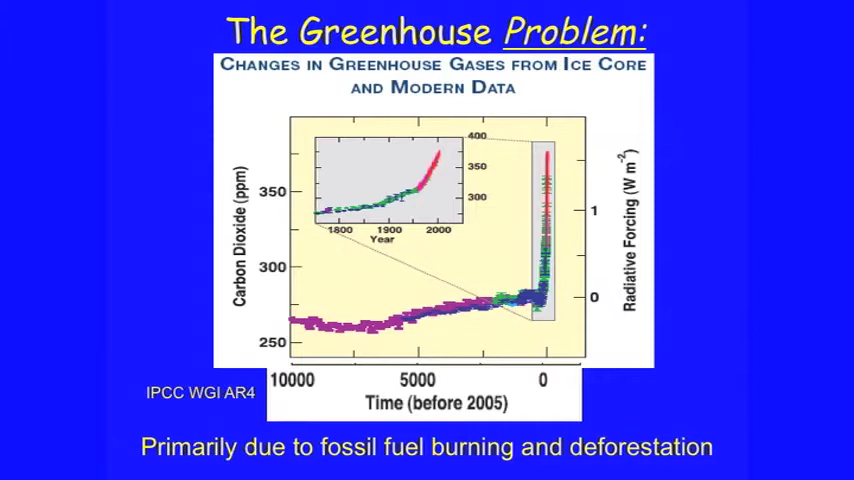 The Greenhouse Problem:
CHANGES IN GREENHOUSE GASES FROM ICE CORE
AND MODERN DATA
400
350
300
1800 1900 2000
Year
Carbon Dioxide (ppm)
350
300
250
1
0
Radiative Forcing (W m-2)
10000 5000 0
Time (before 2005)
IPCC WGI AR4
Primarily due to fossil fuel burning and deforestation